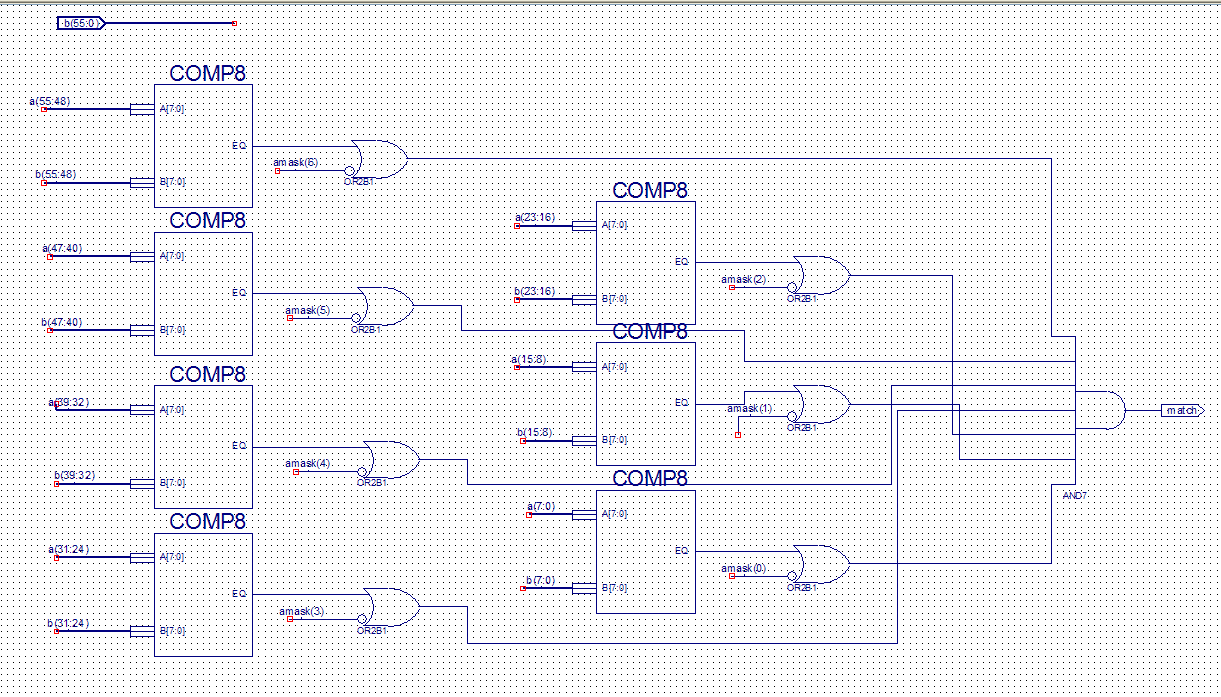 b(55:0)
COMP8
a(55:48)
A[7:0]
EQ
amask(6)
b(55:48)
B[7:0]
OR2B1
COMP8
a(47:40)
A[7:0]
EQ
amask(5)
b(47:40)
B[7:0]
OR2B1
COMP8
a(39:32)
A[7:0]
EQ
amask(4)
b(39:32)
B[7:0]
OR2B1
COMP8
a(31:24)
A[7:0]
EQ
amask(3)
b(31:24)
B[7:0]
OR2B1
COMP8
a(23:16)
A[7:0]
EQ
amask(2)
b(23:16)
B[7:0]
OR2B1
COMP8
a(15:8)
A[7:0]
EQ
amask(1)
b(15:8)
B[7:0]
OR2B1
COMP8
a(7:0)
A[7:0]
EQ
amask(0)
b(7:0)
B[7:0]
OR2B1
match
AND7